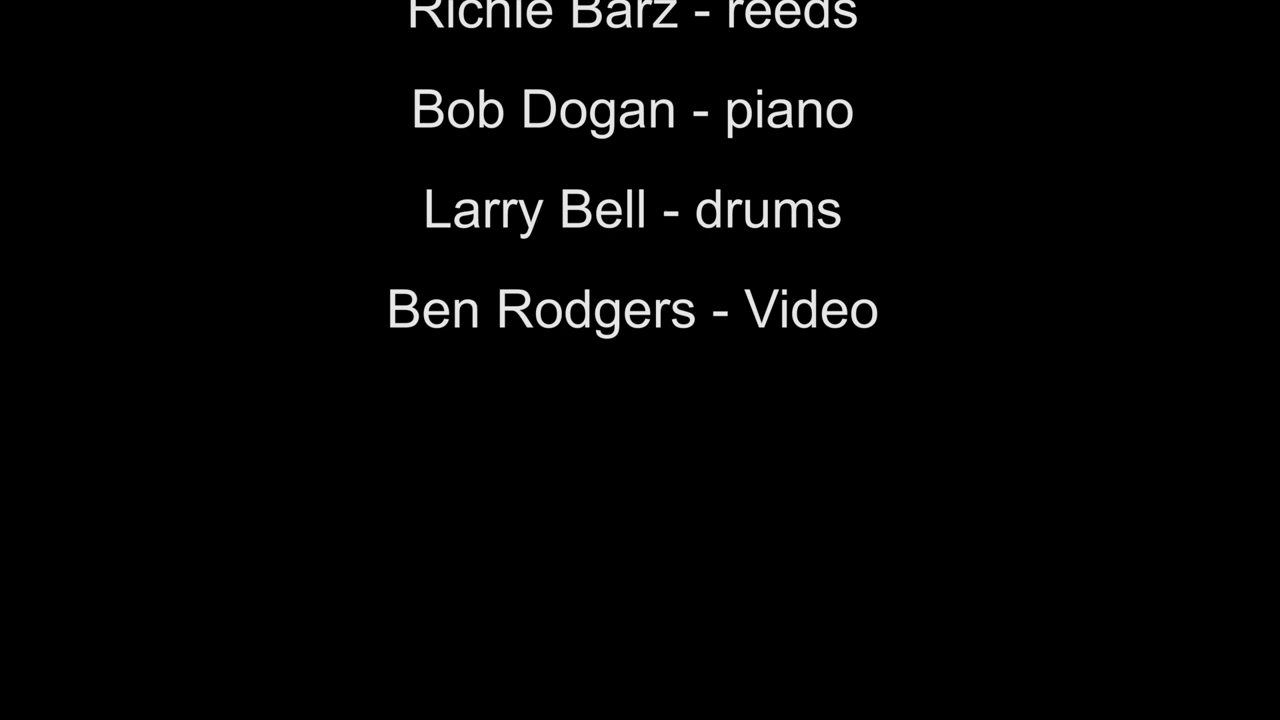 Richie Barz - reeds
Bob Dogan - piano
Larry Bell - drums
Ben Rodgers - Video